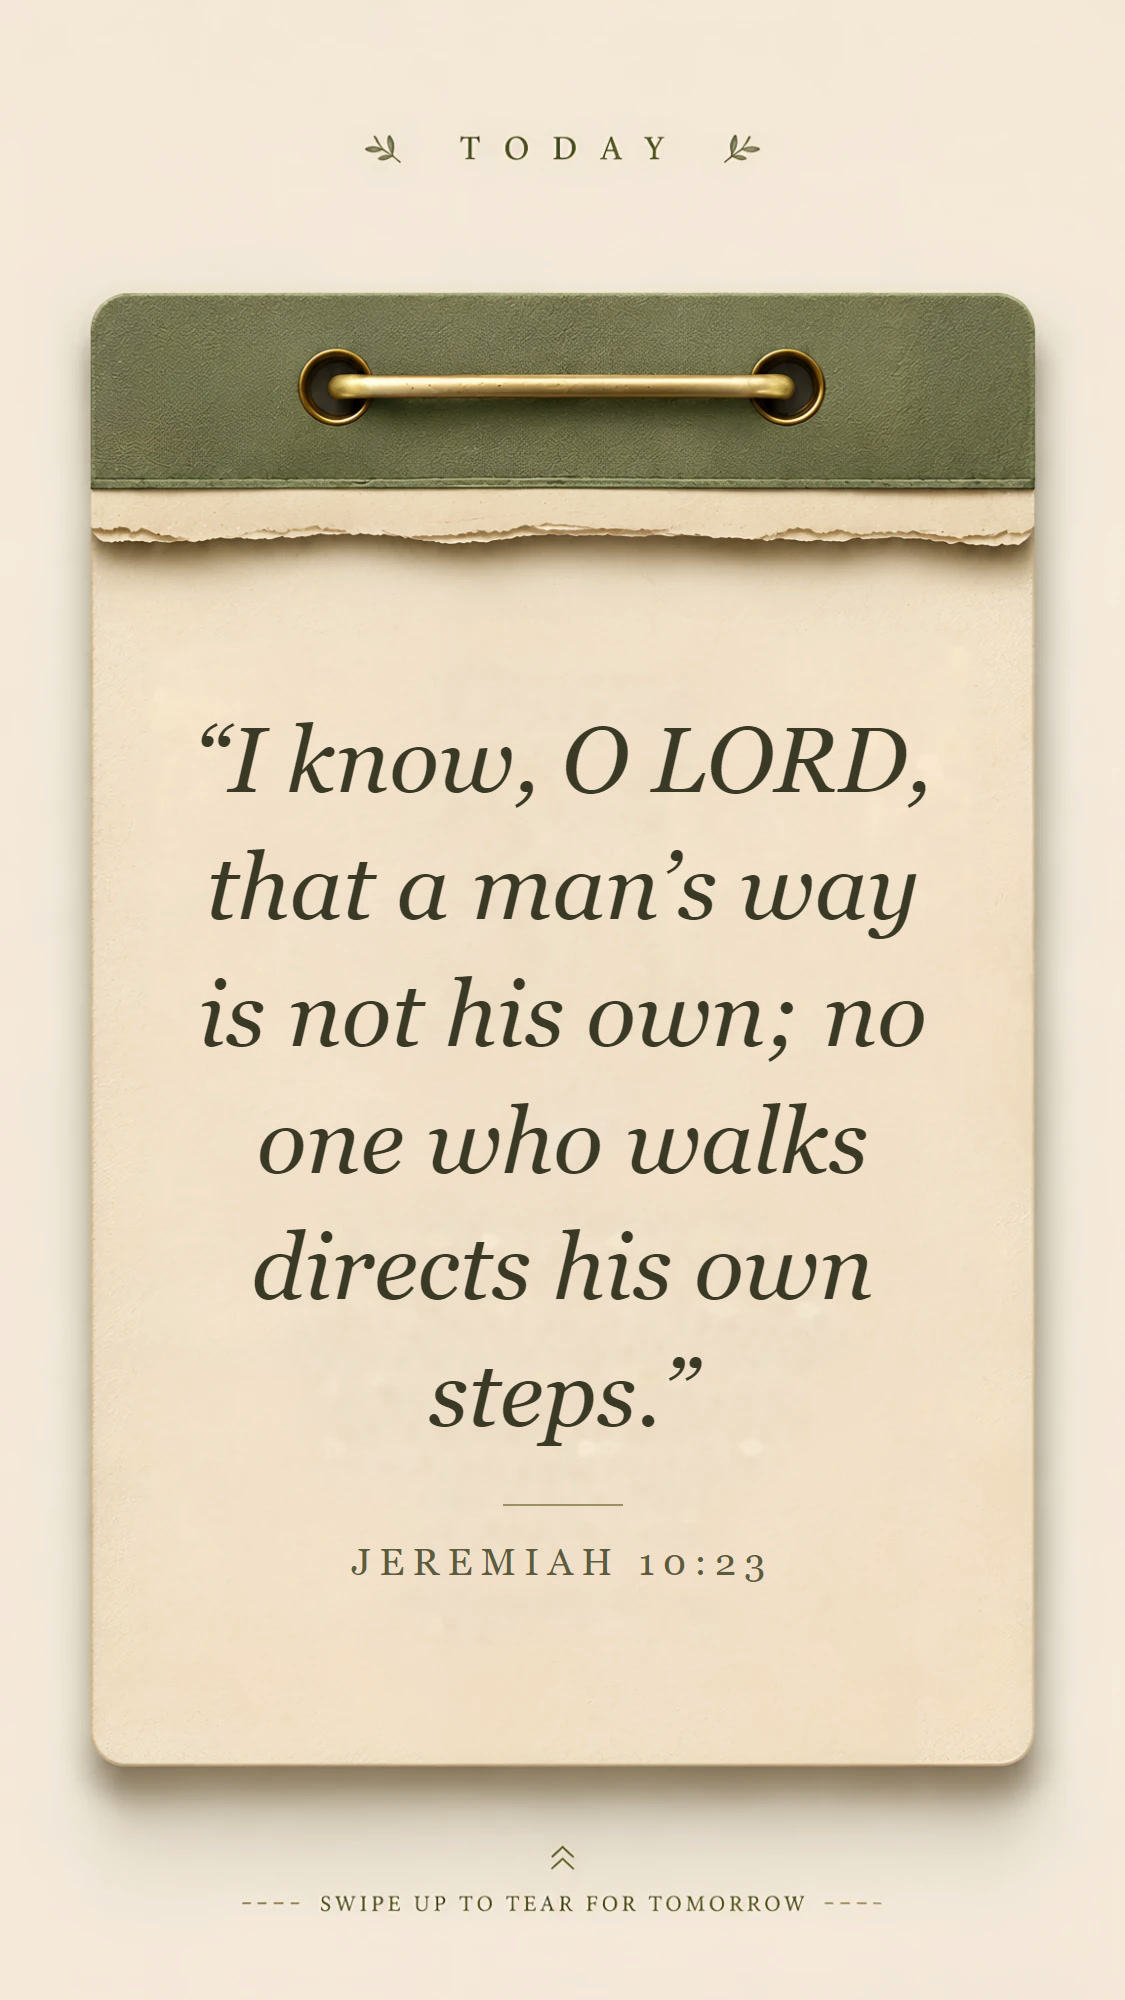 TODAY
“I know, O LORD,
that a man’s way
is not his own; no
one who walks
directs his own
steps.”
JEREMIAH 10:23
SWIPE UP TO TEAR FOR TOMORROW